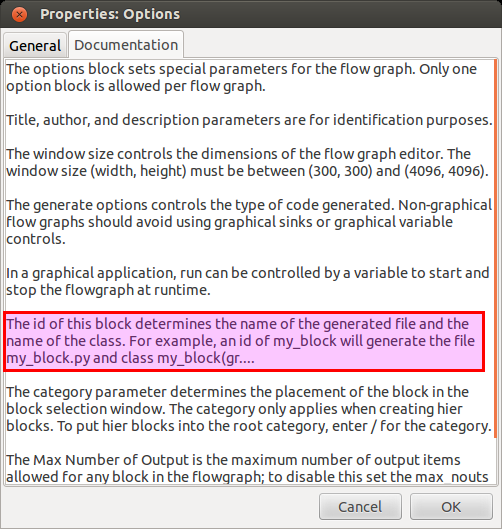 Properties: Options
General
Documentation
The options block sets special parameters for the flow graph. Only one
option block is allowed per flow graph.
Title, author, and description parameters are for identification purposes.
The window size controls the dimensions of the flow graph editor. The
window size (width, height) must be between (300, 300) and (4096, 4096).
The generate options controls the type of code generated. Non-graphical
flow graphs should avoid using graphical sinks or graphical variable
controls.
In a graphical application, run can be controlled by a variable to start and
stop the flowgraph at runtime.
The id of this block determines the name of the generated file and the
name of the class. For example, an id of my_block will generate the file
my_block.py and class my_block(gr....
The category parameter determines the placement of the block in the
block selection window. The category only applies when creating hier
blocks. To put hier blocks into the root category, enter / for the category.
The Max Number of Output is the maximum number of output items
allowed for any block in the flowgraph; to disable this set the max_nouts
Cancel
OK